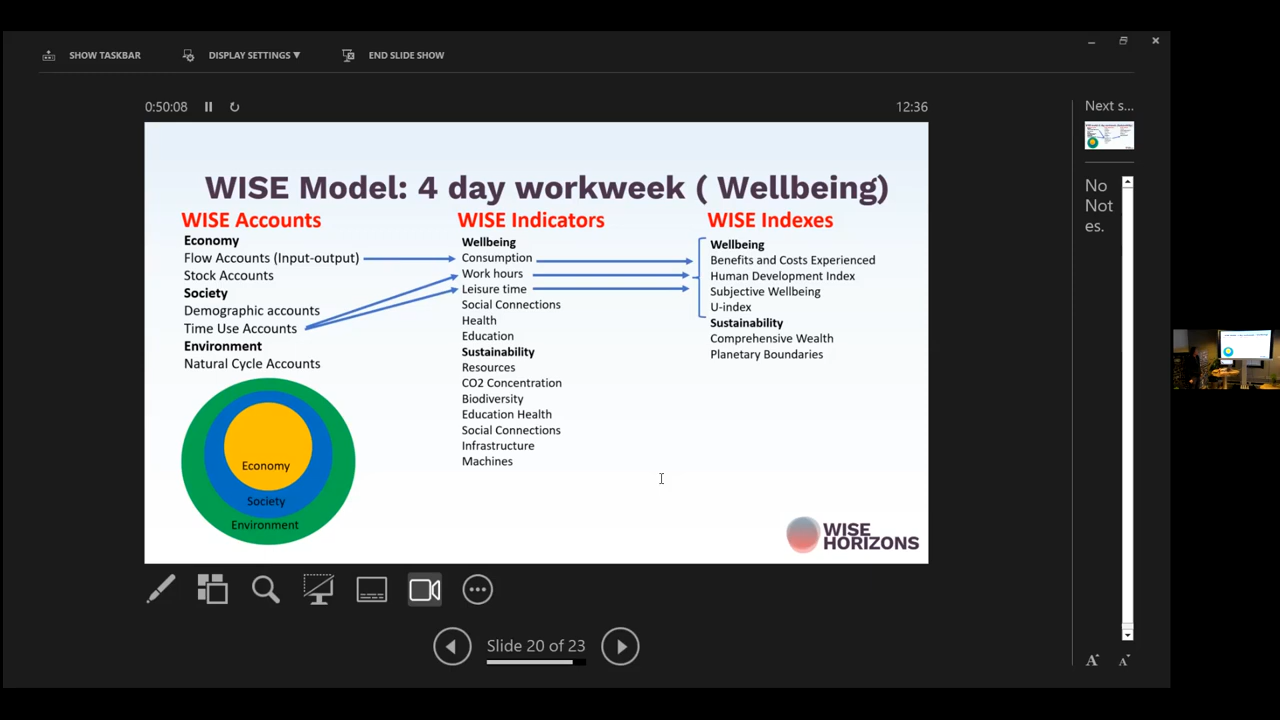 SHOW TASKBAR
DISPLAY SETTINGS ▼
END SLIDE SHOW
0:50:08
12:36
Next s...
WISE Model: 4 day workweek ( Wellbeing)
WISE Accounts
Economy
Flow Accounts (Input-output)
Stock Accounts
Society
Demographic accounts
Time Use Accounts
Environment
Natural Cycle Accounts
Economy
Society
Environment
WISE Indicators
Wellbeing
Consumption
Work hours
Leisure time
Social Connections
Health
Education
Sustainability
Resources
CO2 Concentration
Biodiversity
Education Health
Social Connections
Infrastructure
Machines
WISE Indexes
Wellbeing
Benefits and Costs Experienced
Human Development Index
Subjective Wellbeing
U-index
Sustainability
Comprehensive Wealth
Planetary Boundaries
WISE
HORIZONS
No
Not
es.
Slide 20 of 23
A A